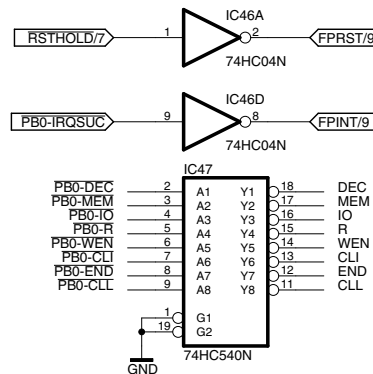 IC46A
RSTHOLD/7 1 2 FPRST/9
74HC04N
IC46D
PB0-IRQSUC 9 8 FPINT/9
74HC04N
IC47
PB0-DEC 2 A1 Y1 18 DEC
PB0-MEM 3 A2 Y2 17 MEM
PB0-IO 4 A3 Y3 16 IO
PB0-R 5 A4 Y4 15 R
PB0-WEN 6 A5 Y5 14 WEN
PB0-CLI 7 A6 Y6 13 CLI
PB0-END 8 A7 Y7 12 END
PB0-CLL 9 A8 Y8 11 CLL
1 G1
19 G2
74HC540N
GND